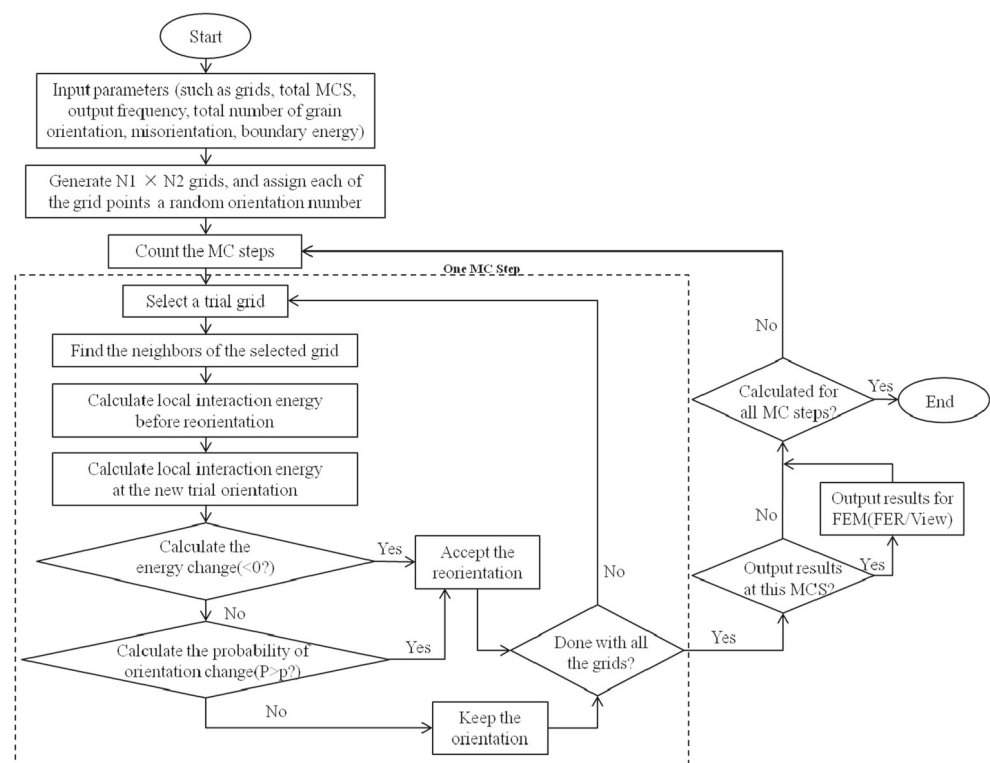 Start
Input parameters (such as grids, total MCS,
output frequency, total number of grain
orientation, misorientation, boundary energy)
Generate N1 × N2 grids, and assign each of
the grid points a random orientation number
Count the MC steps
One MC Step
Select a trial grid
Find the neighbors of the selected grid
Calculate local interaction energy
before reorientation
Calculate local interaction energy
at the new trial orientation
Calculate the
energy change(<0?)
Yes
Accept the
reorientation
No
Calculate the probability of
orientation change(P>p?)
Yes
No
Keep the
orientation
Done with all
the grids?
No
Yes
Output results
at this MCS?
Yes
Output results for
FEM(FER/View)
No
Calculated for
all MC steps?
No
Yes
End